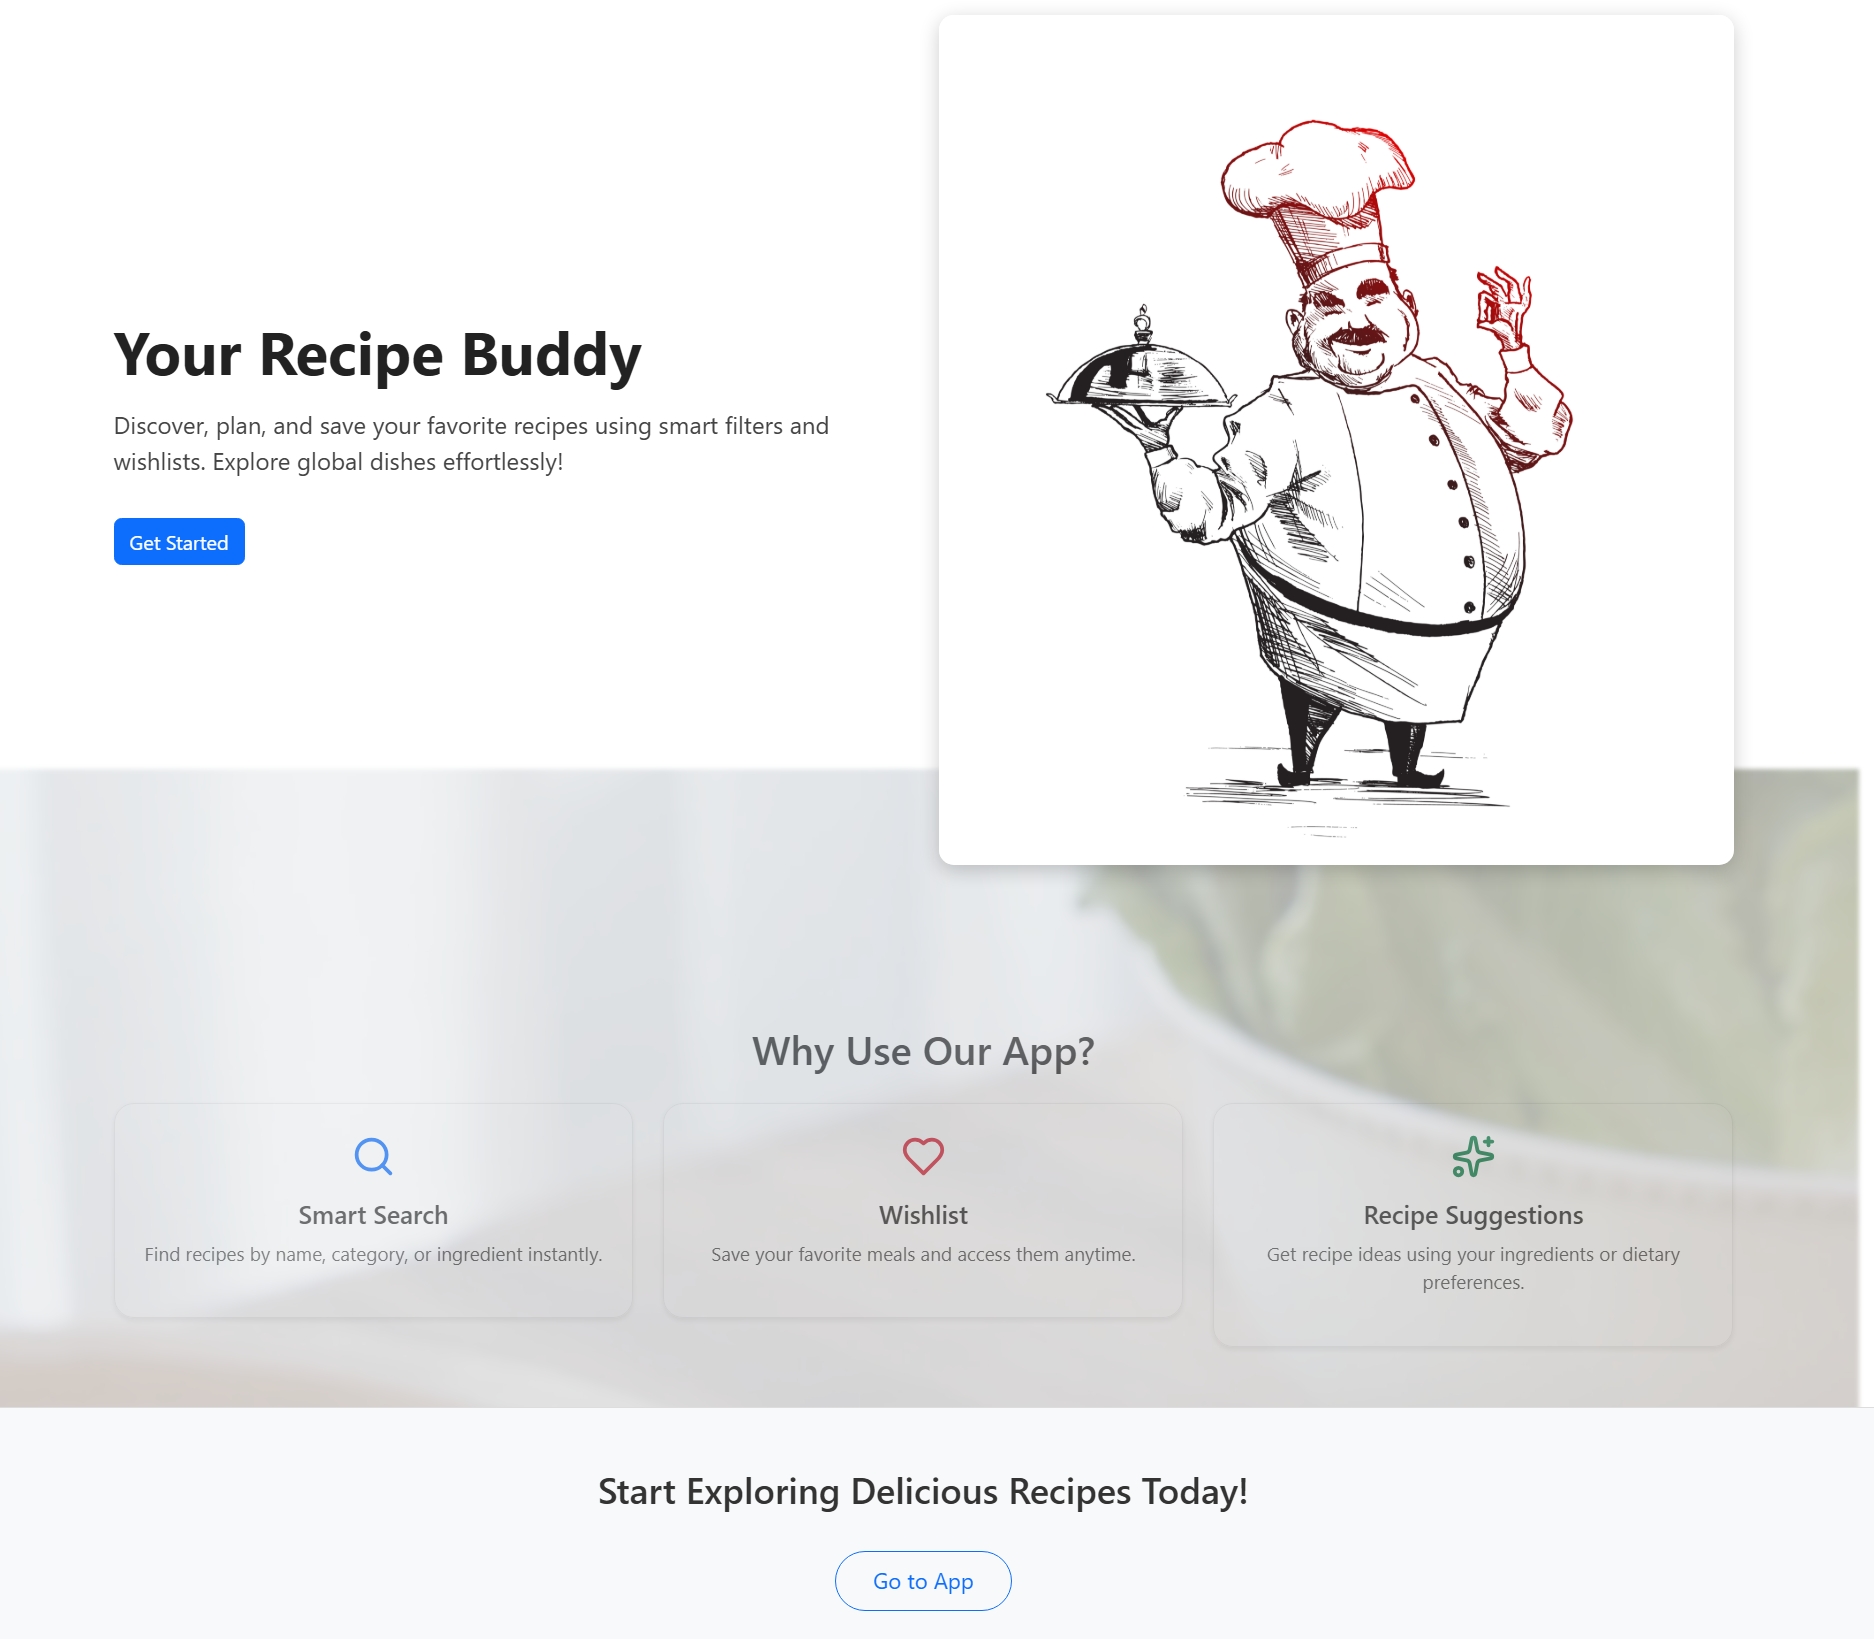 Your Recipe Buddy
Discover, plan, and save your favorite recipes using smart filters and
wishlists. Explore global dishes effortlessly!
Get Started
Why Use Our App?
Smart Search
Find recipes by name, category, or ingredient instantly.
Wishlist
Save your favorite meals and access them anytime.
Recipe Suggestions
Get recipe ideas using your ingredients or dietary
preferences.
Start Exploring Delicious Recipes Today!
Go to App